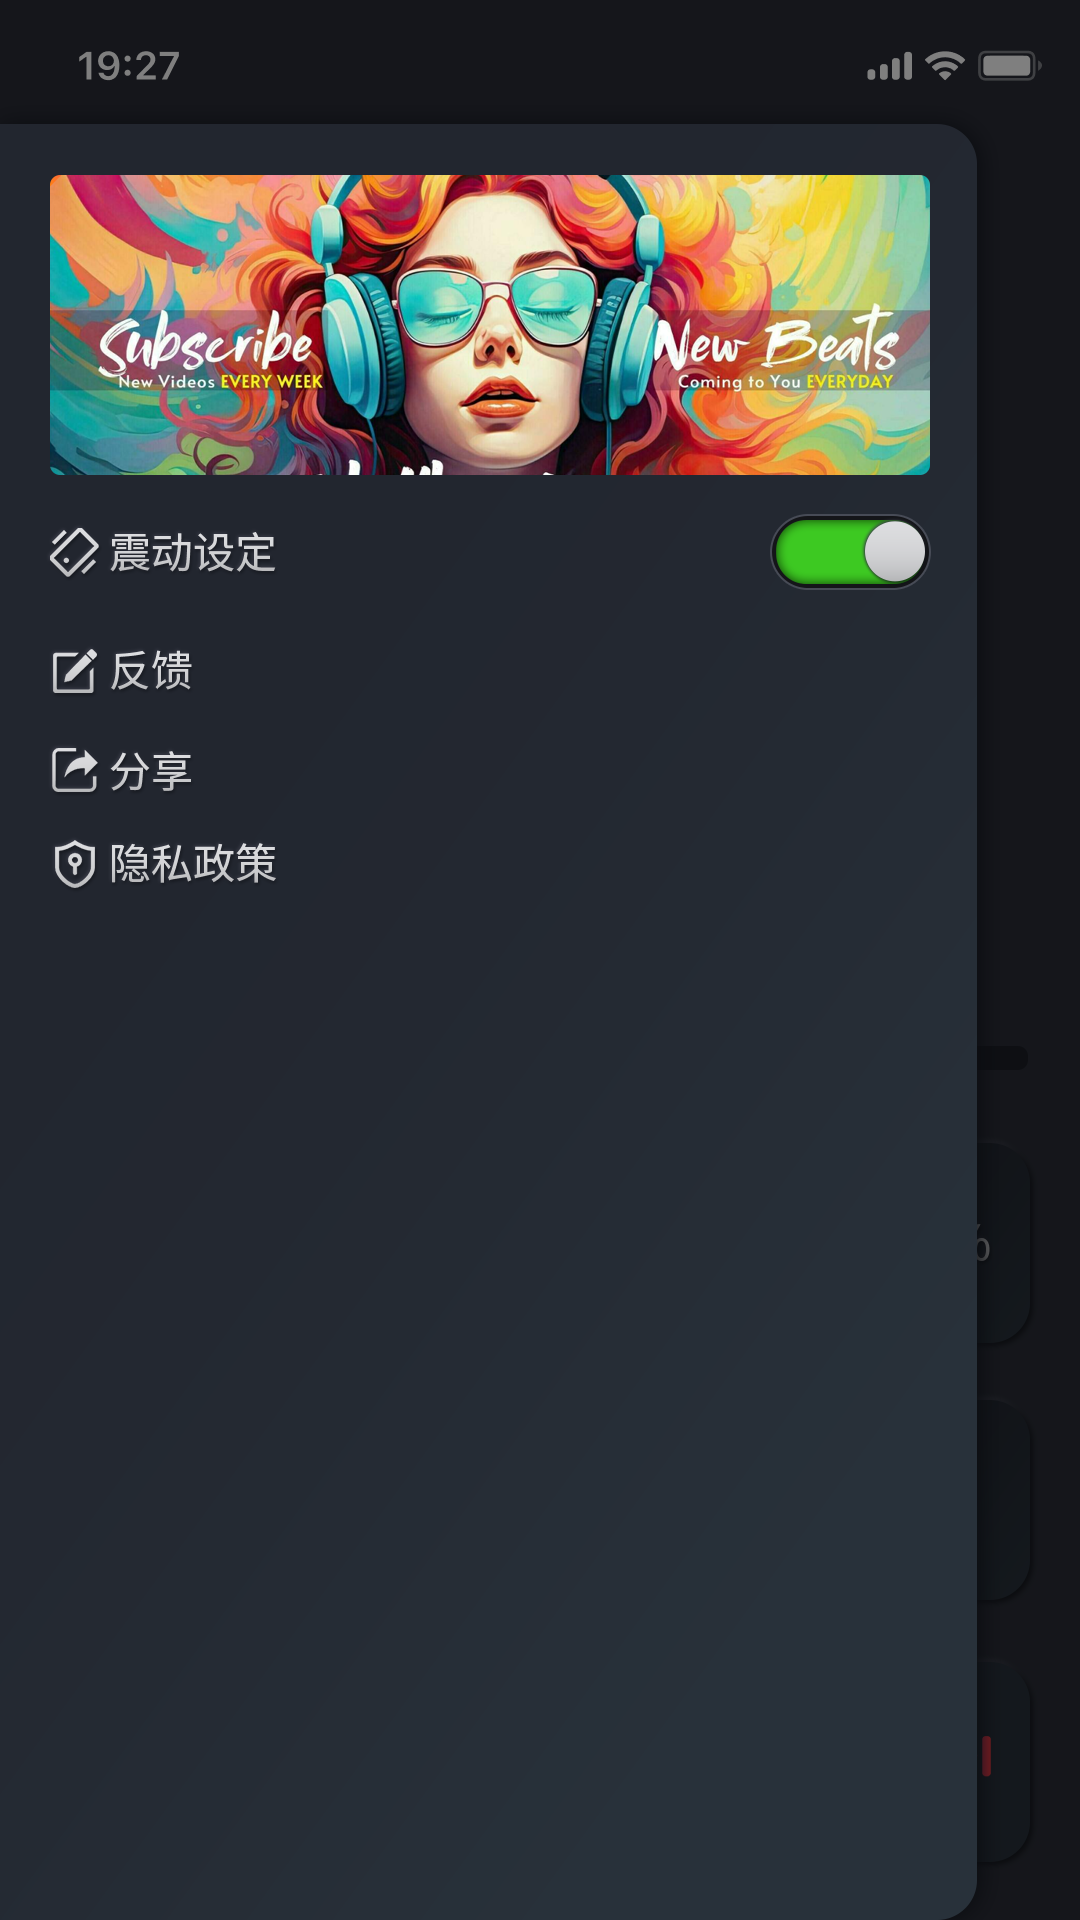 19:27
Subscribe
New Videos EVERY WEEK
New Beats
Coming to You EVERYDAY
震动设定
反馈
分享
隐私政策
%